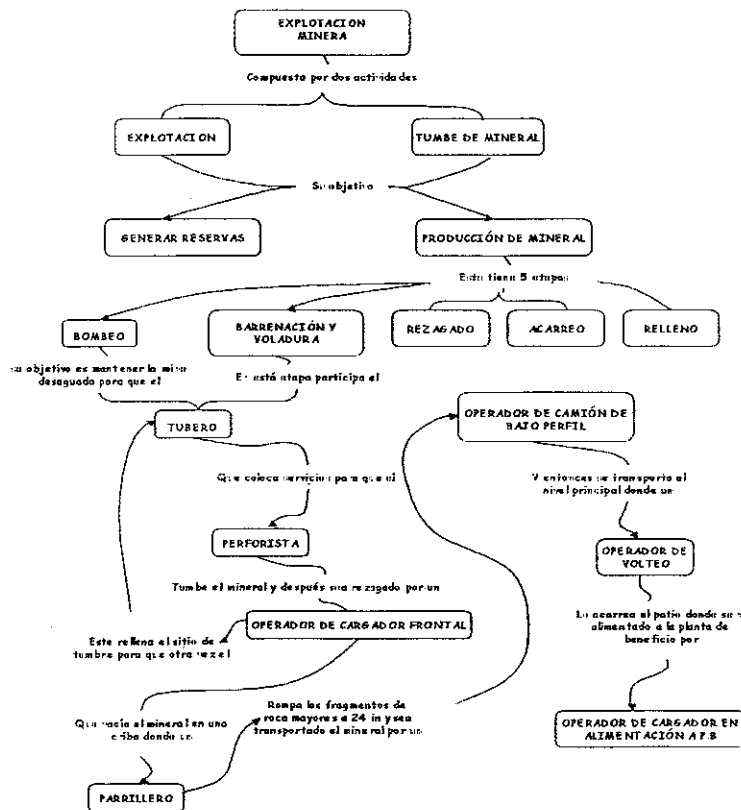 EXPLOTACION
MINERA
Compuesta por dos actividades
EXPLOTACION
TUMBE DE MINERAL
Su objetivo
GENERAR RESERVAS
PRODUCCIÓN DE MINERAL
Esta tiene 5 etapas
BOMBEO
BARRENACIÓN Y
VOLADURA
REZAGADO
ACARREO
RELLENO
Su objetivo es mantener la mina
desaguada para que el
En está etapa participa el
TUBERO
OPERADOR DE CAMIÓN DE
BAJO PERFIL
Que coloca servicios para que el
Y entonces se transporta al
nivel principal donde un
PERFORISTA
OPERADOR DE
VOLTEO
Tumbe el mineral y después sea rezagado por un
Lo acarrea al patio donde
alimentado a la planta de
beneficio por
OPERADOR DE CARGADOR FRONTAL
Este rellena el sitio de
tumbre para que otra vez el
Rompa los fragmentos de
roca mayores a 24 in y sea
transportado el mineral por un
Que vacía el mineral en una
criba donde un
OPERADOR DE CARGADOR EN
ALIMENTACIÓN A P.B
PARRILLERO